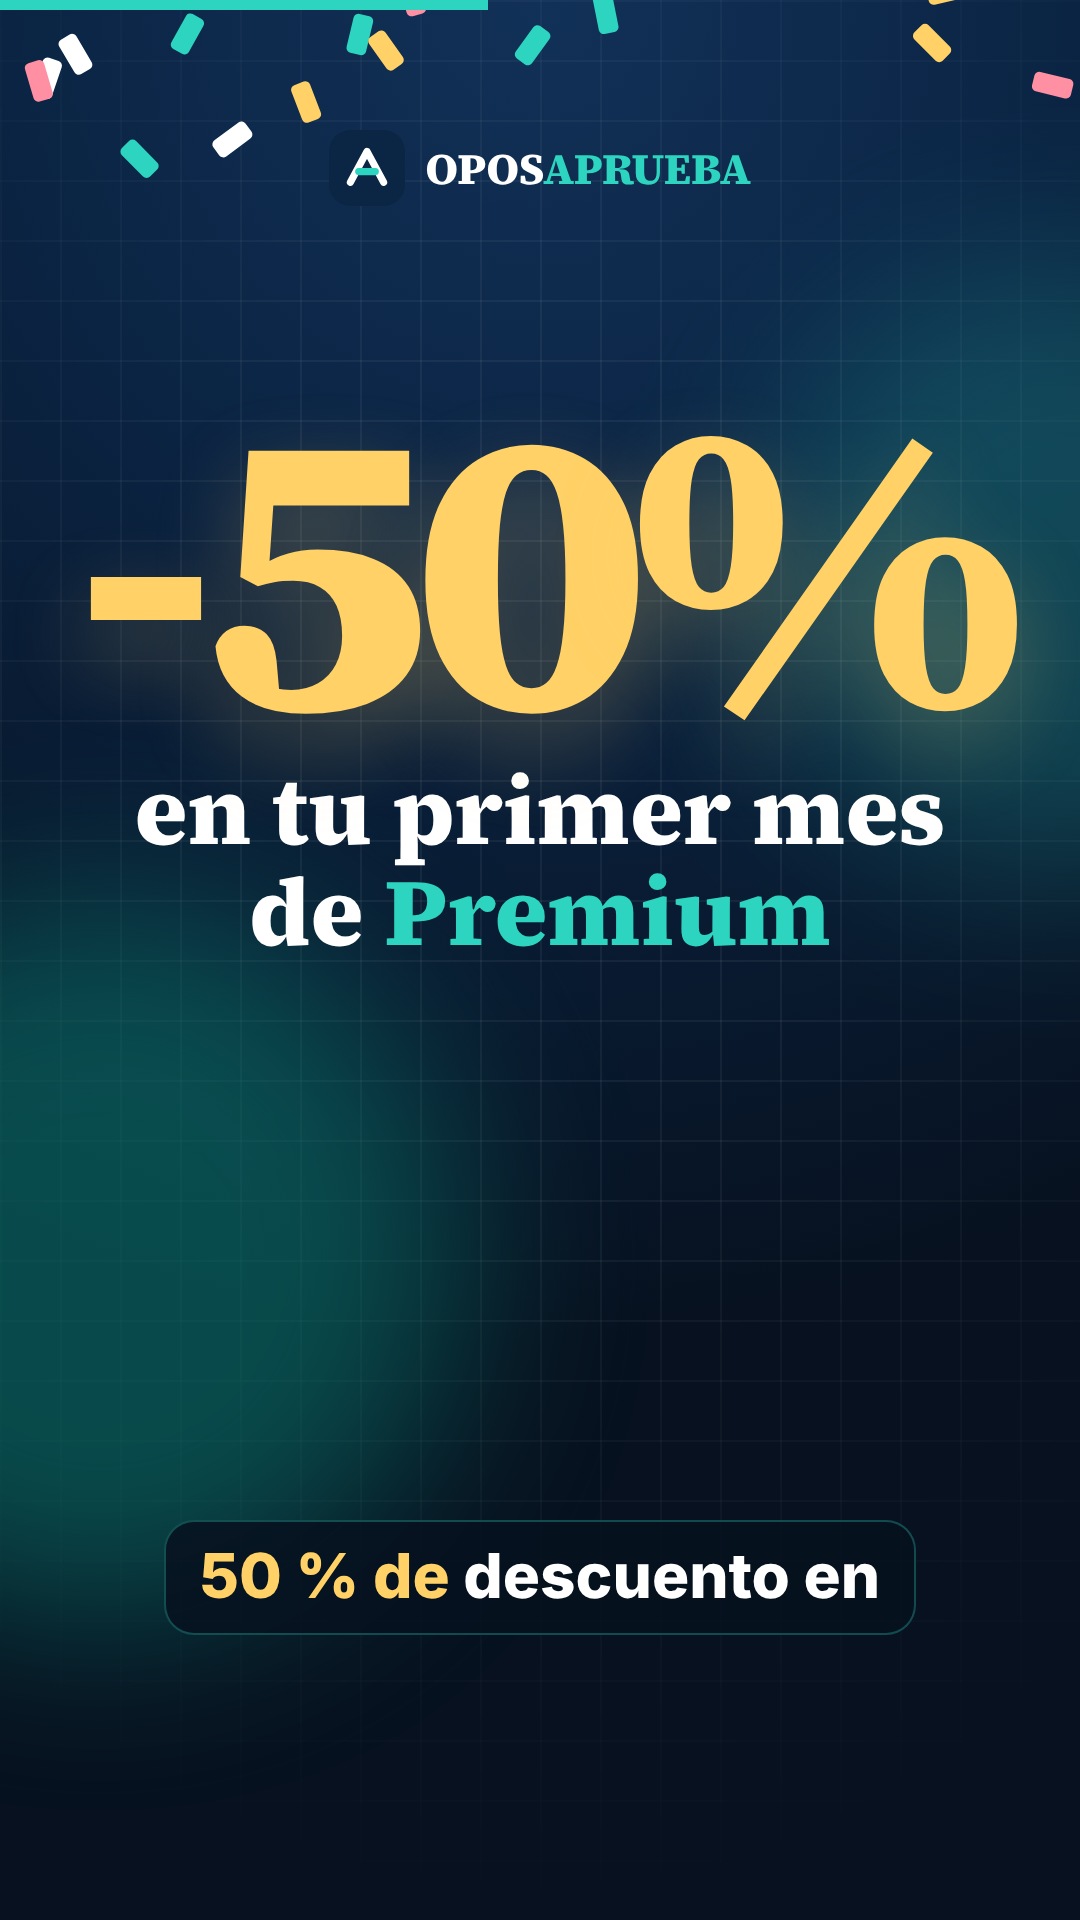 OPOSAPRUEBA
-50%
en tu primer mes
de Premium
50 % de descuento en